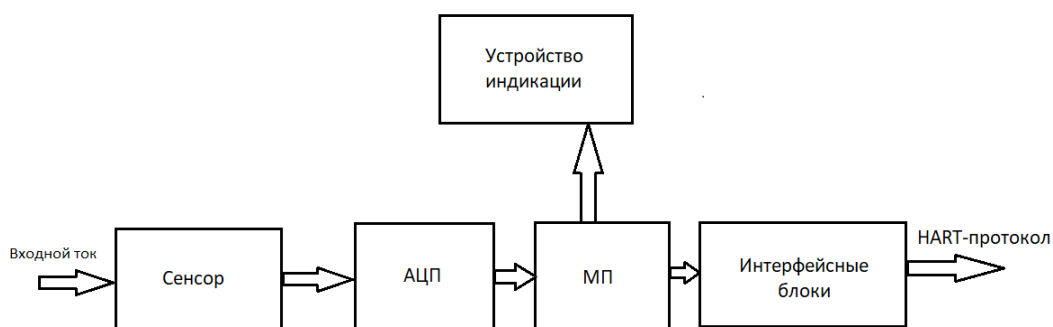 Устройство
индикации
Входной ток
Сенсор
АЦП
МП
Интерфейсные
блоки
HART-протокол